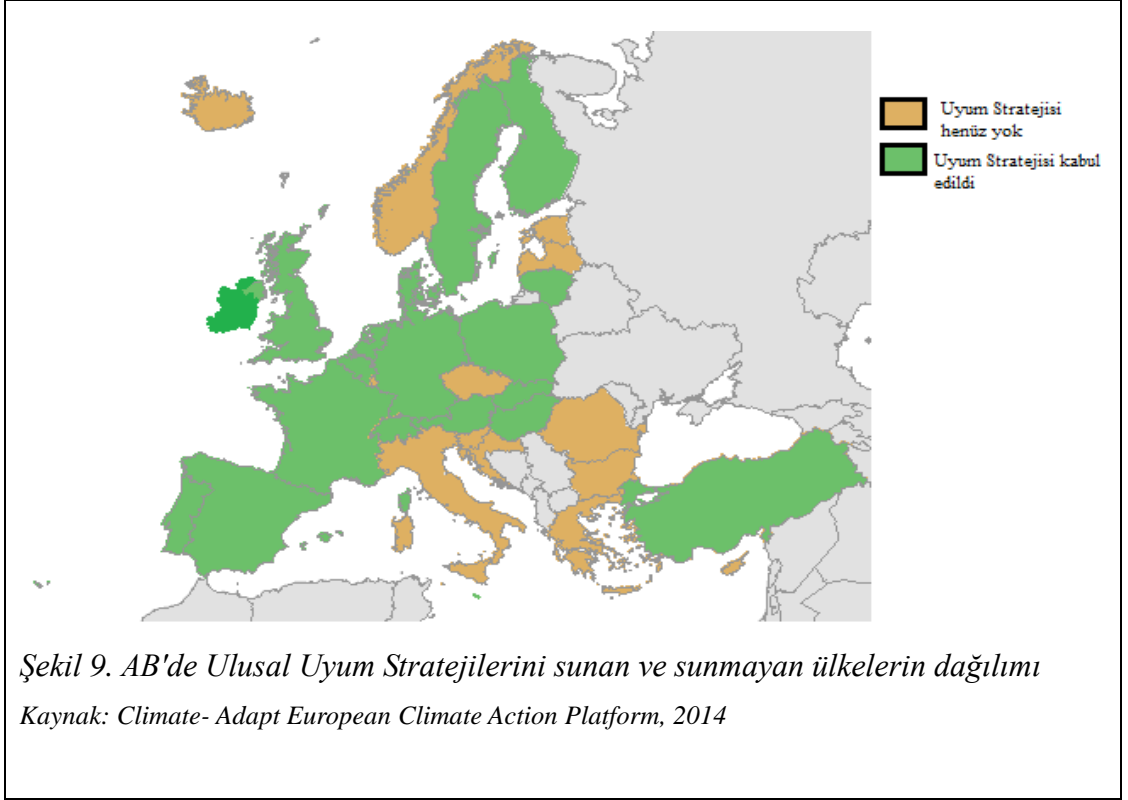 Uyum Stratejisi
henüz yok
Uyum Stratejisi kabul
edildi
Şekil 9. AB'de Ulusal Uyum Stratejilerini sunan ve sunmayan ülkelerin dağılımı
Kaynak: Climate- Adapt European Climate Action Platform, 2014